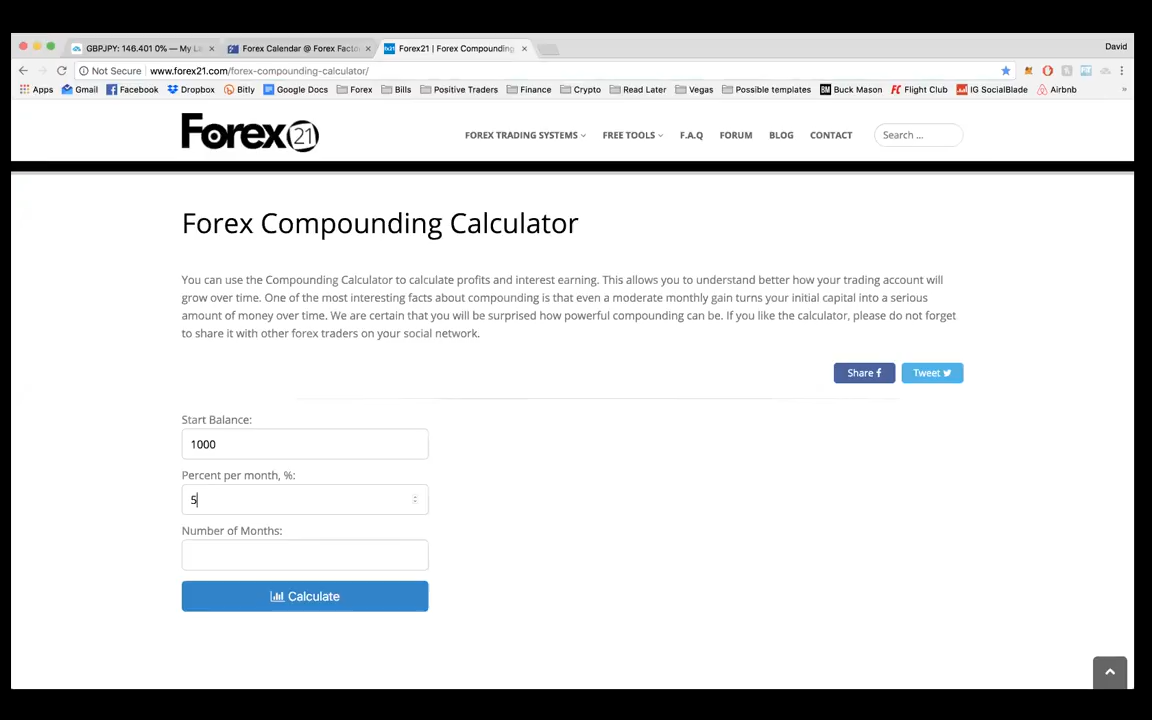 GBPJPY: 146.401 0% — My La
Forex Calendar @ Forex Facto
Forex21 | Forex Compounding
David
Not Secure
www.forex21.com/forex-compounding-calculator/
Apps
Gmail
Facebook
Dropbox
Bitly
Google Docs
Forex
Bills
Positive Traders
Finance
Crypto
Read Later
Vegas
Possible templates
BM Buck Mason
FC Flight Club
IG SocialBlade
Airbnb
»
Forex 21
FOREX TRADING SYSTEMS
FREE TOOLS
F.A.Q
FORUM
BLOG
CONTACT
Search ...
Forex Compounding Calculator
You can use the Compounding Calculator to calculate profits and interest earning. This allows you to understand better how your trading account will
grow over time. One of the most interesting facts about compounding is that even a moderate monthly gain turns your initial capital into a serious
amount of money over time. We are certain that you will be surprised how powerful compounding can be. If you like the calculator, please do not forget
to share it with other forex traders on your social network.
Share
Tweet
Start Balance:
1000
Percent per month, %:
5
Number of Months:
Calculate